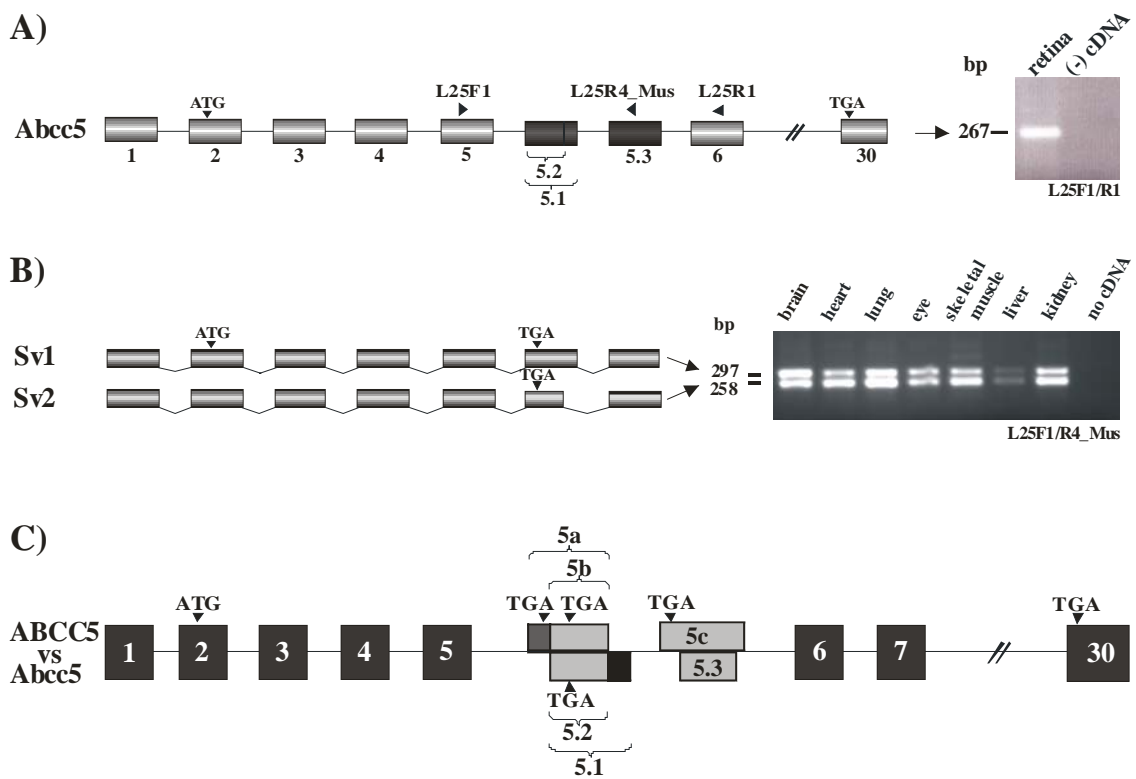 A)
retina
(-) cDNA
bp
L25F1
L25R4_Mus
L25R1
ATG
TGA
Abcc5
267
1
2
3
4
5
5.3
6
30
5.2
5.1
L25F1/R1
B)
brain
heart
lung
eye
skeletal
muscle
liver
kidney
no cDNA
bp
ATG
TGA
Sv1
297
TGA
258
Sv2
L25F1/R4_Mus
C)
5a
5b
ATG
TGA
TGA
TGA
TGA
ABCC5
vs
Abcc5
1
2
3
4
5
5c
5.3
6
7
30
TGA
5.2
5.1